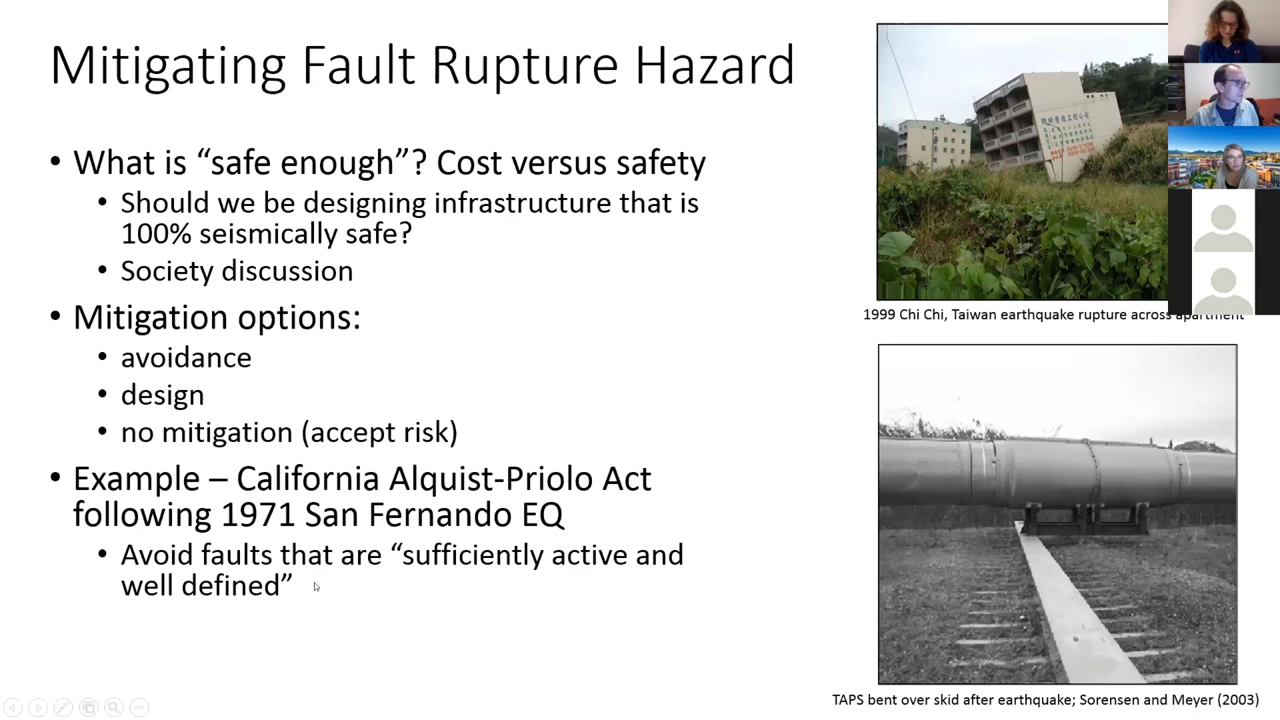 Mitigating Fault Rupture Hazard
• What is “safe enough”? Cost versus safety
• Should we be designing infrastructure that is
100% seismically safe?
• Society discussion
• Mitigation options:
• avoidance
• design
• no mitigation (accept risk)
• Example – California Alquist-Priolo Act
following 1971 San Fernando EQ
• Avoid faults that are “sufficiently active and
well defined”
1999 Chi Chi, Taiwan earthquake rupture across apartment
TAPS bent over skid after earthquake; Sorensen and Meyer (2003)